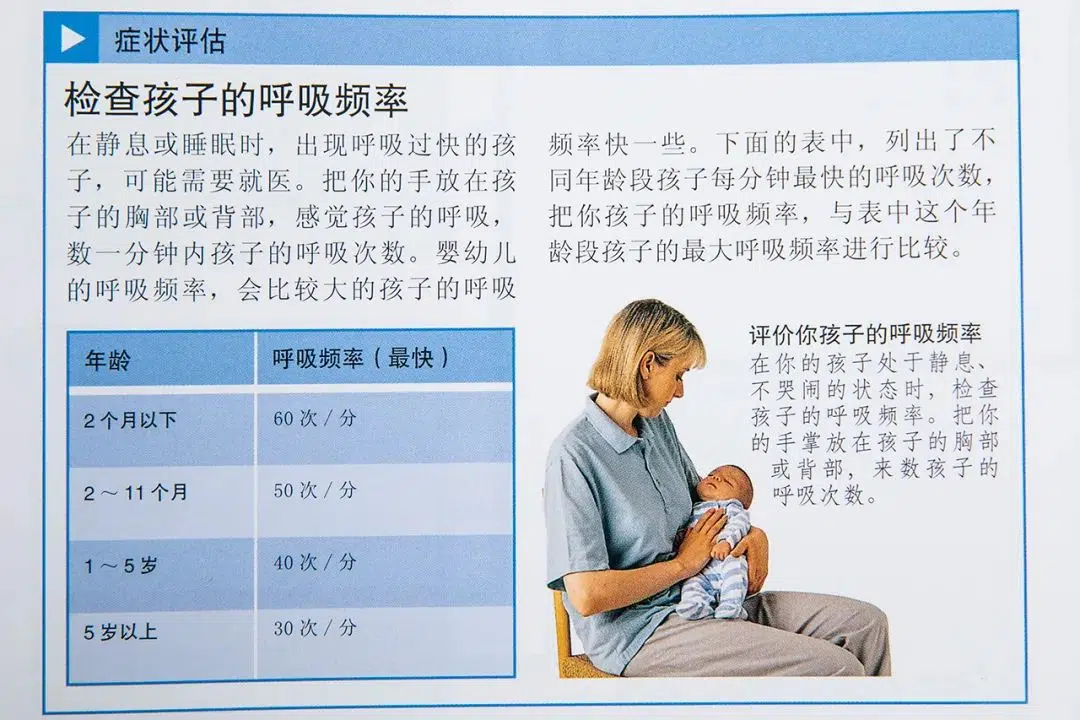 症状评估
检查孩子的呼吸频率
在静息或睡眠时，出现呼吸过快的孩
子，可能需要就医。把你的手放在孩
子的胸部或背部，感觉孩子的呼吸，
数一分钟内孩子的呼吸次数。婴幼儿
的呼吸频率，会比较大的孩子的呼吸
频率快一些。下面的表中，列出了不
同年龄段孩子每分钟最快的呼吸次数，
把你孩子的呼吸频率，与表中这个年
龄段孩子的最大呼吸频率进行比较。
年龄 呼吸频率（最快）
2个月以下 60次/分
2～11个月 50次/分
1～5岁 40次/分
5岁以上 30次/分
评价你孩子的呼吸频率
在你的孩子处于静息、
不哭闹的状态时，检查
孩子的呼吸频率。把你
的手掌放在孩子的胸部
或背部，来数孩子的
呼吸次数。